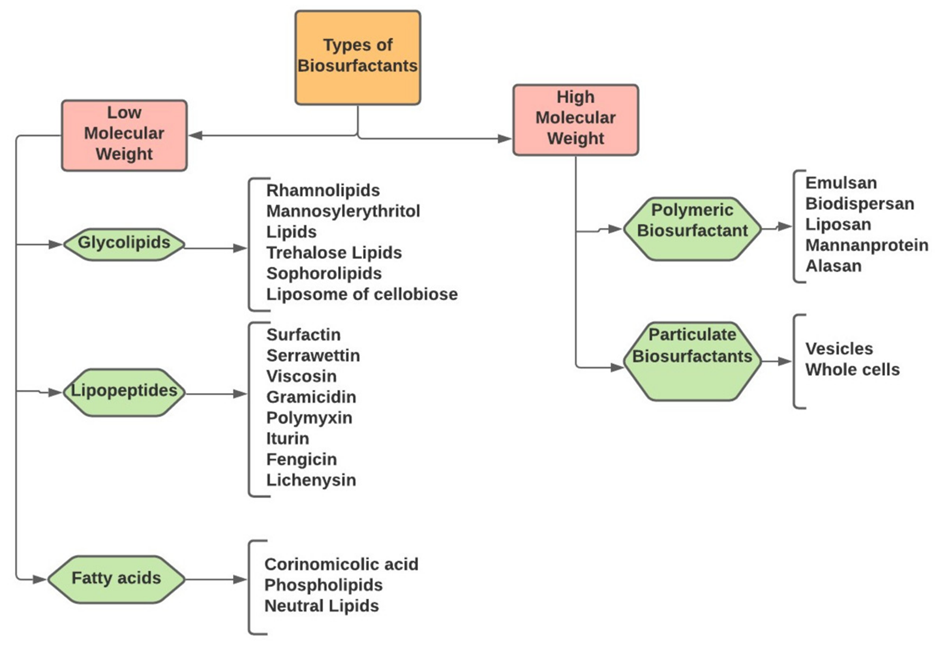 Types of
Biosurfactants
Low
Molecular
Weight
High
Molecular
Weight
Glycolipids
Rhamnolipids
Mannosylerythritol
Lipids
Trehalose Lipids
Sophorolipids
Liposome of cellobiose
Lipopeptides
Surfactin
Serrawettin
Viscosin
Gramicidin
Polymyxin
Iturin
Fengicin
Lichenysin
Fatty acids
Corinomicolic acid
Phospholipids
Neutral Lipids
Polymeric
Biosurfactant
Emulsan
Biodispersan
Liposan
Mannanprotein
Alasan
Particulate
Biosurfactants
Vesicles
Whole cells